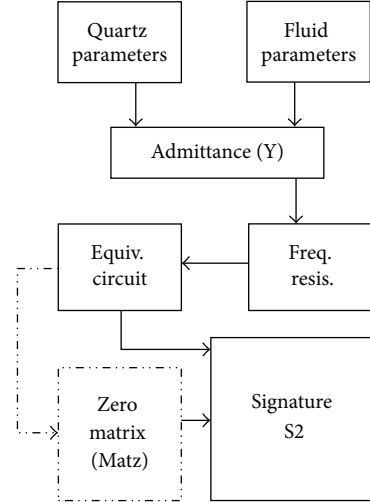 Quartz
parameters
Fluid
parameters
Admittance (Y)
Equiv.
circuit
Freq.
resis.
Zero
matrix
(Matz)
Signature
S2